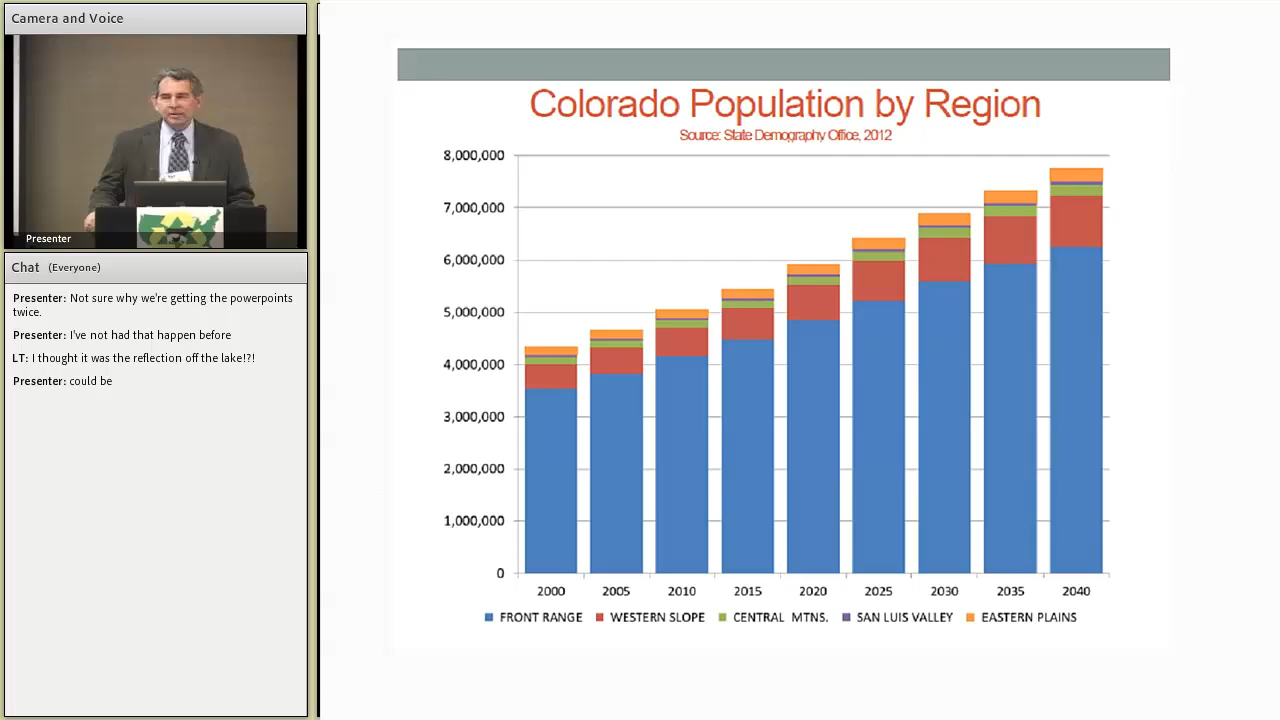 Camera and Voice
Presenter
Chat (Everyone)
Presenter: Not sure why we're getting the powerpoints
twice.
Presenter: I've not had that happen before
LT: I thought it was the reflection off the lake!?!
Presenter: could be
Colorado Population by Region
Source: State Demography Office, 2012
8,000,000
7,000,000
6,000,000
5,000,000
4,000,000
3,000,000
2,000,000
1,000,000
0
2000 2005 2010 2015 2020 2025 2030 2035 2040
FRONT RANGE WESTERN SLOPE CENTRAL MTNS. SAN LUIS VALLEY EASTERN PLAINS